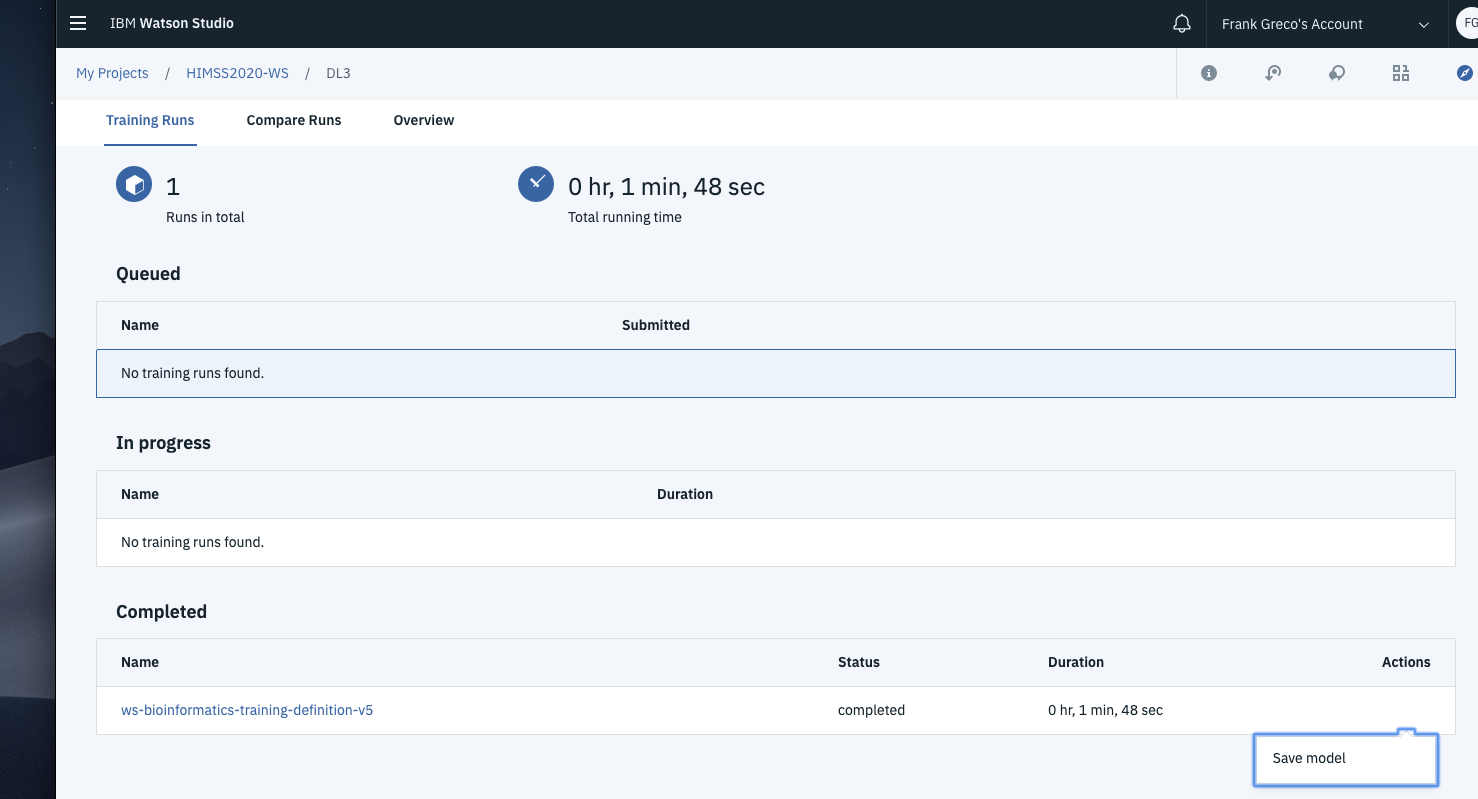 IBM Watson Studio
Frank Greco's Account
FG
My Projects / HIMSS2020-WS / DL3
Training Runs
Compare Runs
Overview
1
Runs in total
0 hr, 1 min, 48 sec
Total running time
Queued
Name Submitted
No training runs found.
In progress
Name Duration
No training runs found.
Completed
Name Status Duration Actions
ws-bioinformatics-training-definition-v5 completed 0 hr, 1 min, 48 sec
Save model